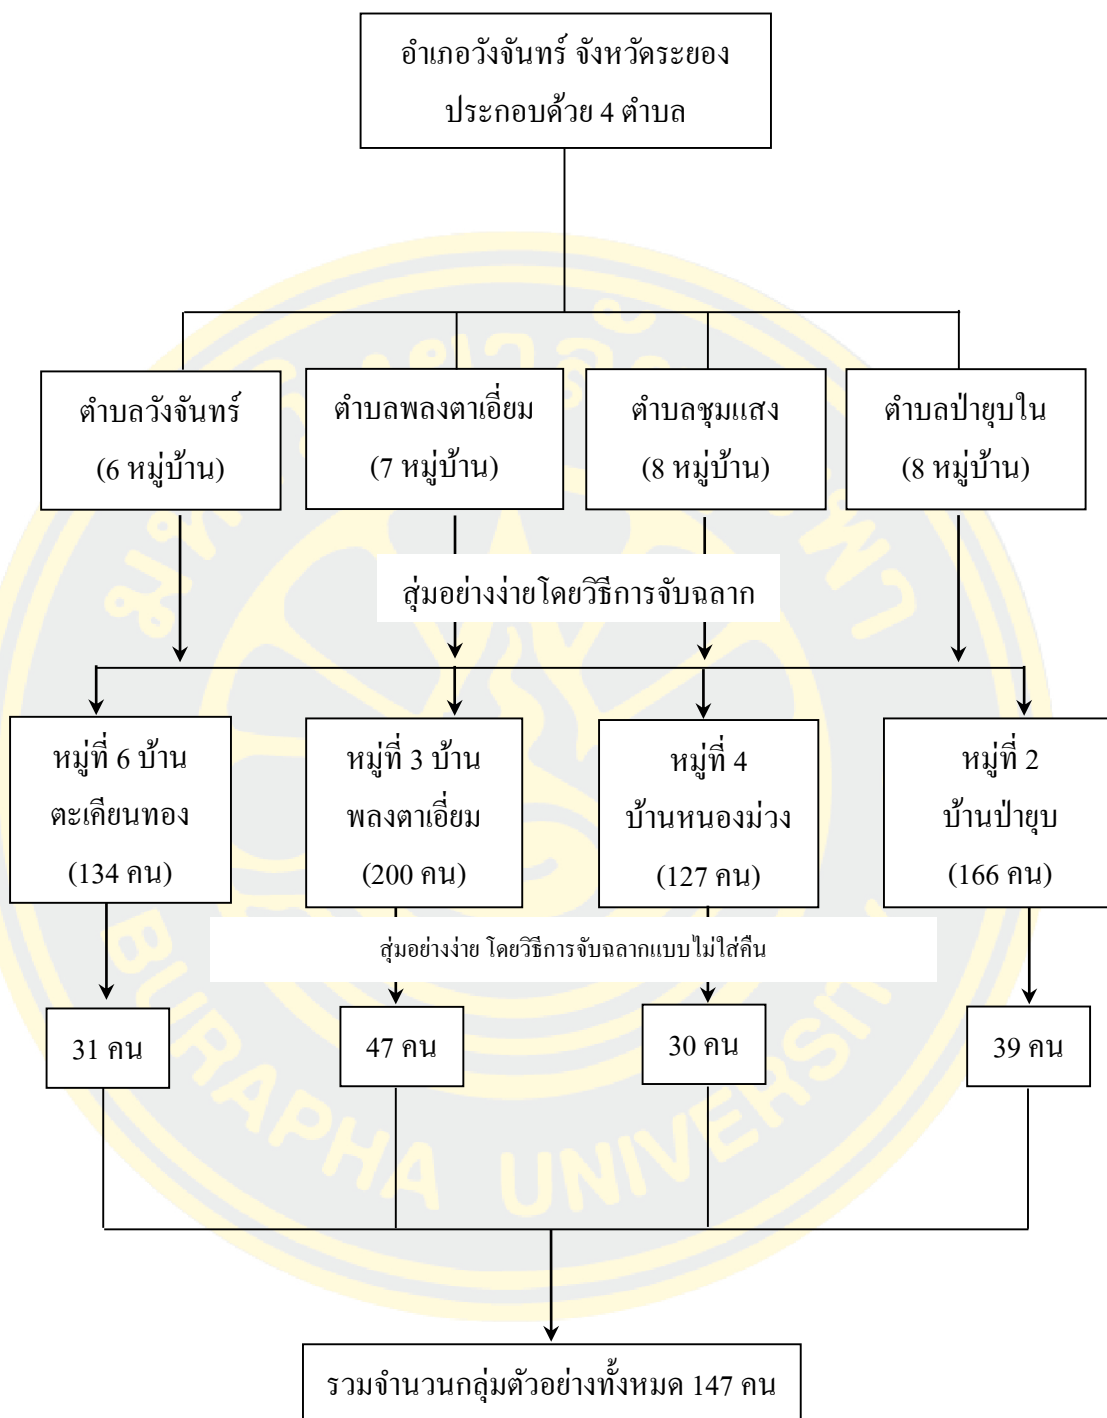 อำเภอวังจันทร์ จังหวัดระยอง
ประกอบด้วย 4 ตำบล
ตำบลวังจันทร์
(6 หมู่บ้าน)
ตำบลพลงตาเอี่ยม
(7 หมู่บ้าน)
ตำบลชุมแสง
(8 หมู่บ้าน)
ตำบลป่ายุบใน
(8 หมู่บ้าน)
สุ่มอย่างง่ายโดยวิธีการจับฉลาก
หมู่ที่ 6 บ้าน
ตะเคียนทอง
(134 คน)
หมู่ที่ 3 บ้าน
พลงตาเอี่ยม
(200 คน)
หมู่ที่ 4
บ้านหนองม่วง
(127 คน)
หมู่ที่ 2
บ้านป่ายุบ
(166 คน)
สุ่มอย่างง่าย โดยวิธีการจับฉลากแบบไม่ใส่คืน
31 คน
47 คน
30 คน
39 คน
รวมจำนวนกลุ่มตัวอย่างทั้งหมด 147 คน
BURAPHA UNIVERSITY